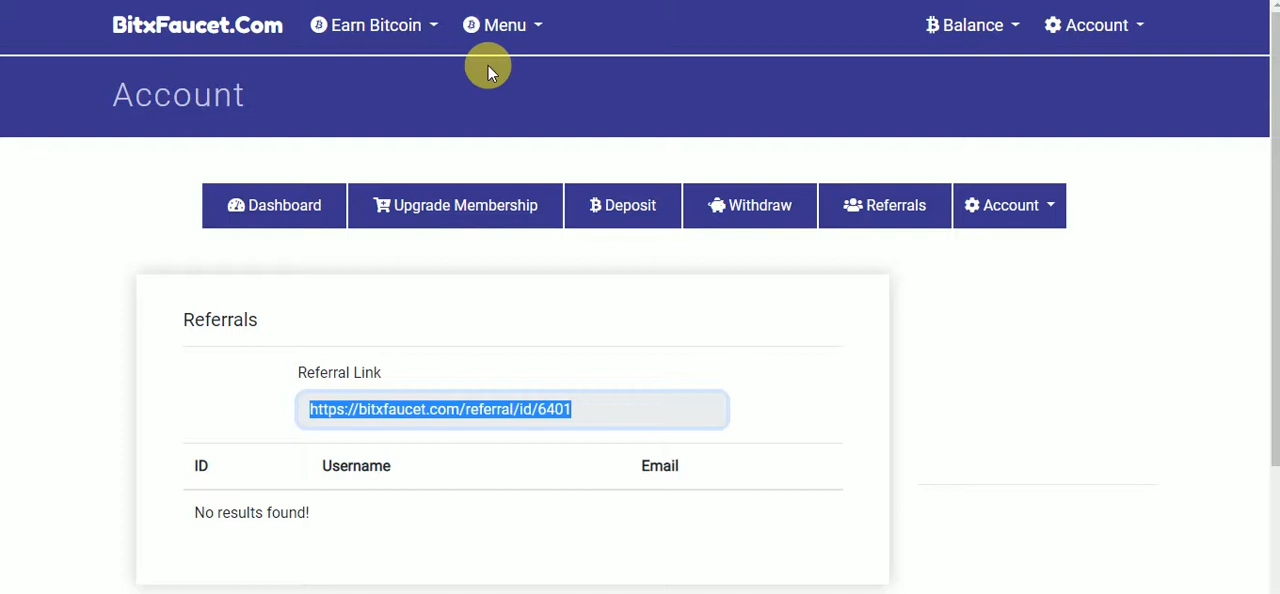 BitxFaucet.Com Earn Bitcoin Menu Balance Account
Account
Dashboard Upgrade Membership Deposit Withdraw Referrals Account
Referrals
Referral Link
https://bitxfaucet.com/referral/id/6401
ID Username Email
No results found!